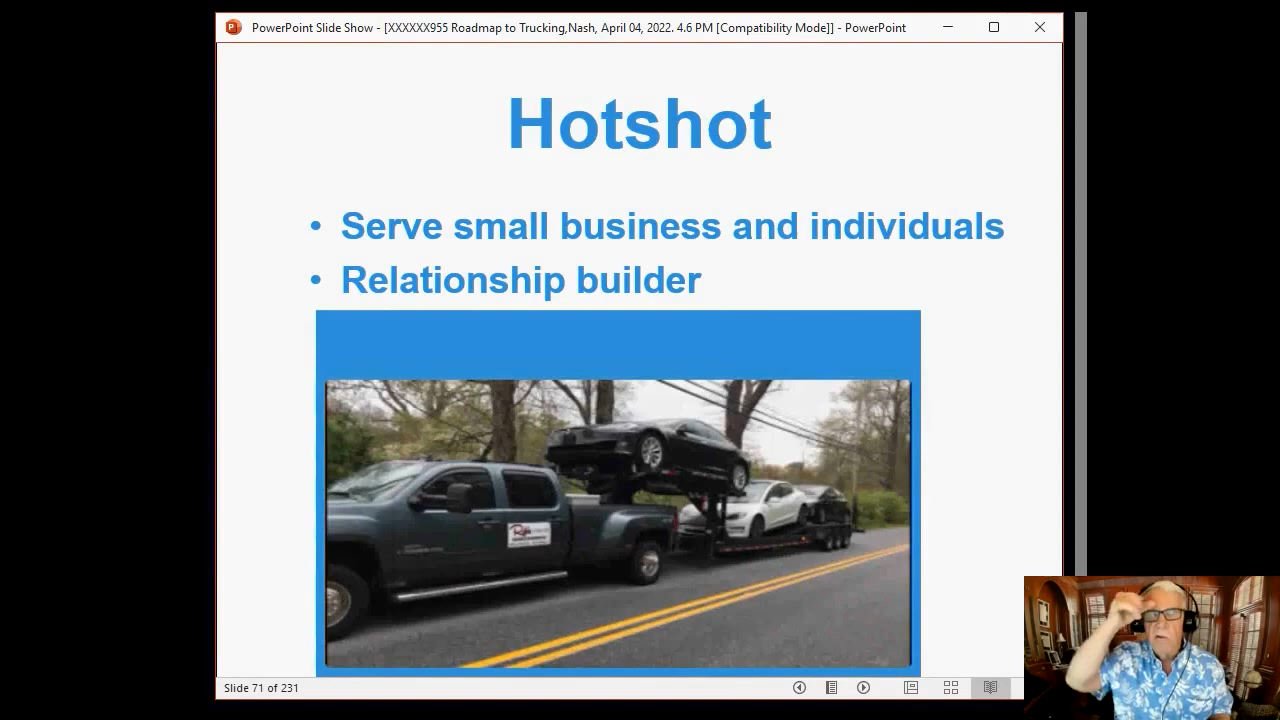 PowerPoint Slide Show - [XXXXXX955 Roadmap to Trucking,Nash, April 04, 2022. 4.6 PM [Compatibility Mode]] - PowerPoint
Hotshot
• Serve small business and individuals
• Relationship builder
Slide 71 of 231